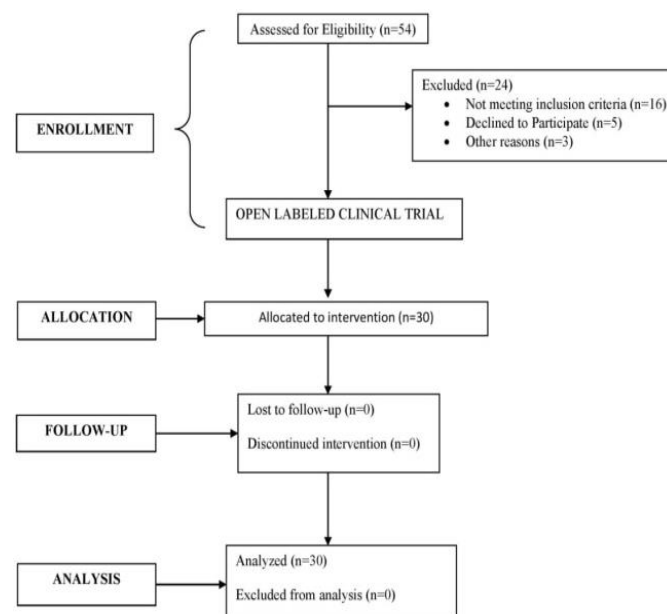 Assessed for Eligibility (n=54)
Excluded (n=24)
• Not meeting inclusion criteria (n=16)
• Declined to Participate (n=5)
• Other reasons (n=3)
ENROLLMENT
OPEN LABELED CLINICAL TRIAL
ALLOCATION
Allocated to intervention (n=30)
Lost to follow-up (n=0)
FOLLOW-UP
Discontinued intervention (n=0)
Analyzed (n=30)
ANALYSIS
Excluded from analysis (n=0)